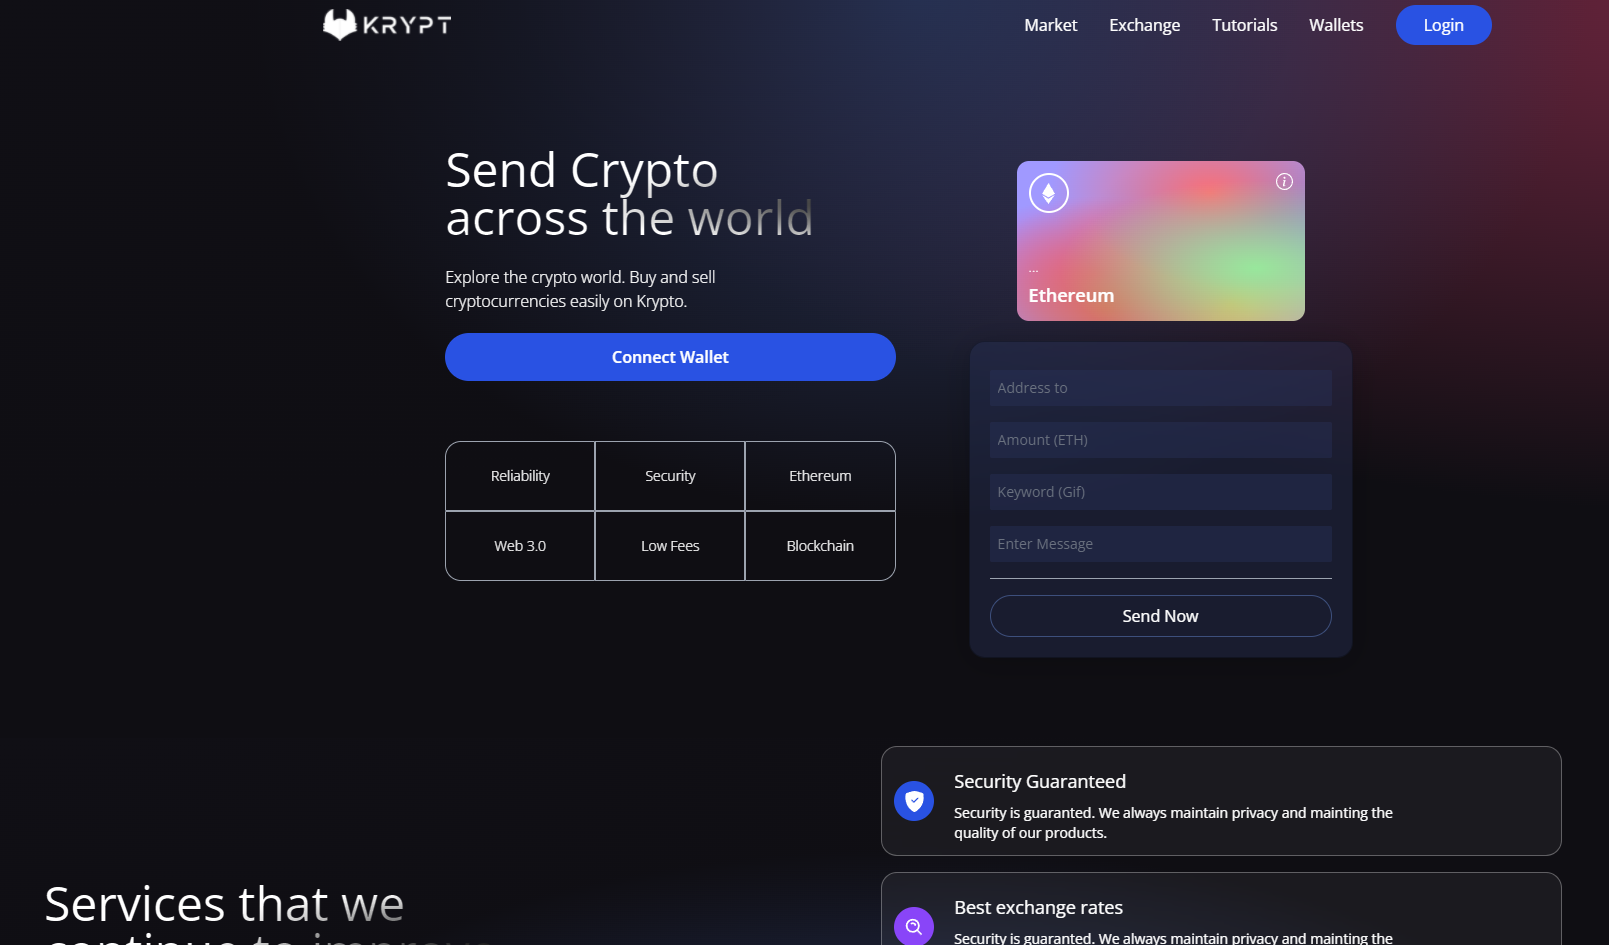 KRYPT
Market
Exchange
Tutorials
Wallets
Login
Send Crypto
across the world
Explore the crypto world. Buy and sell
cryptocurrencies easily on Krypto.
Connect Wallet
Reliability
Security
Ethereum
Web 3.0
Low Fees
Blockchain
...
Ethereum
Address to
Amount (ETH)
Keyword (Gif)
Enter Message
Send Now
Services that we
continue to improve
Security Guaranteed
Security is guaranted. We always maintain privacy and mainting the
quality of our products.
Best exchange rates
Security is guaranted. We always maintain privacy and mainting the